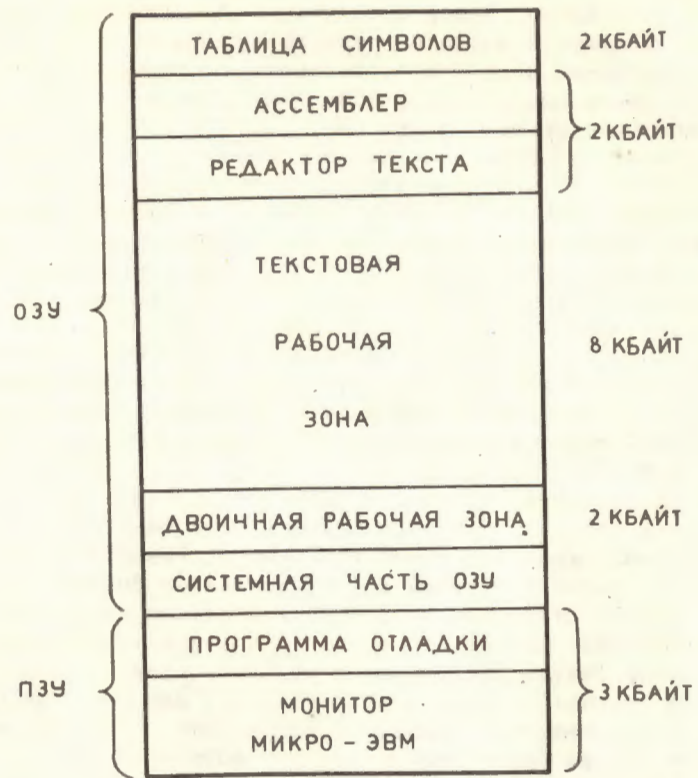 ТАБЛИЦА СИМВОЛОВ 2 КБАЙТ
АССЕМБЛЕР
2 КБАЙТ
РЕДАКТОР ТЕКСТА
ТЕКСТОВАЯ
ОЗУ
РАБОЧАЯ 8 КБАЙТ
ЗОНА
ДВОИЧНАЯ РАБОЧАЯ ЗОНА 2 КБАЙТ
СИСТЕМНАЯ ЧАСТЬ ОЗУ
ПРОГРАММА ОТЛАДКИ
ПЗУ 3 КБАЙТ
МОНИТОР
МИКРО - ЭВМ